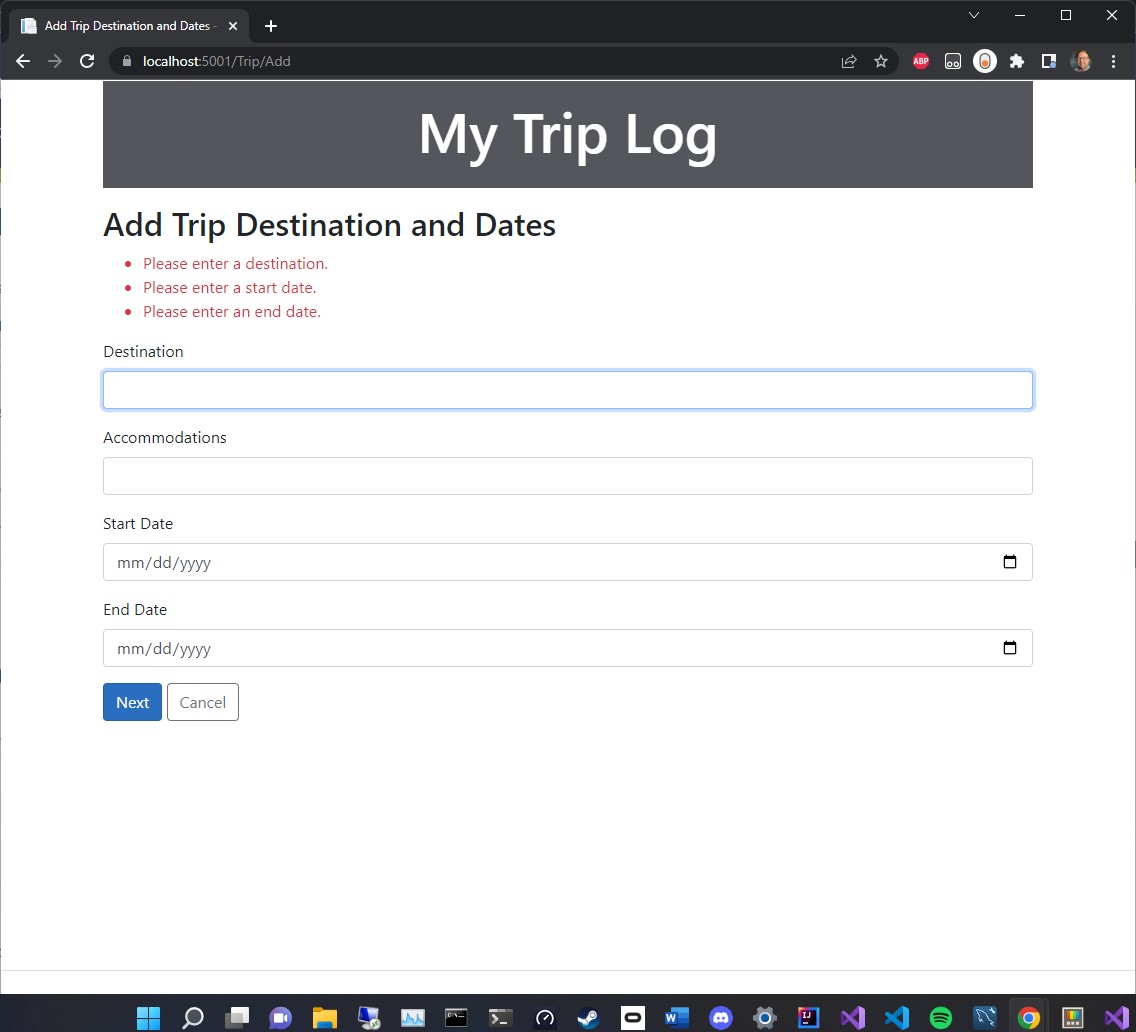 Add Trip Destination and Dates -
localhost:5001/Trip/Add
ABP
My Trip Log
Add Trip Destination and Dates
Please enter a destination.
Please enter a start date.
Please enter an end date.
Destination
Accommodations
Start Date
mm/dd/yyyy
End Date
mm/dd/yyyy
Next Cancel